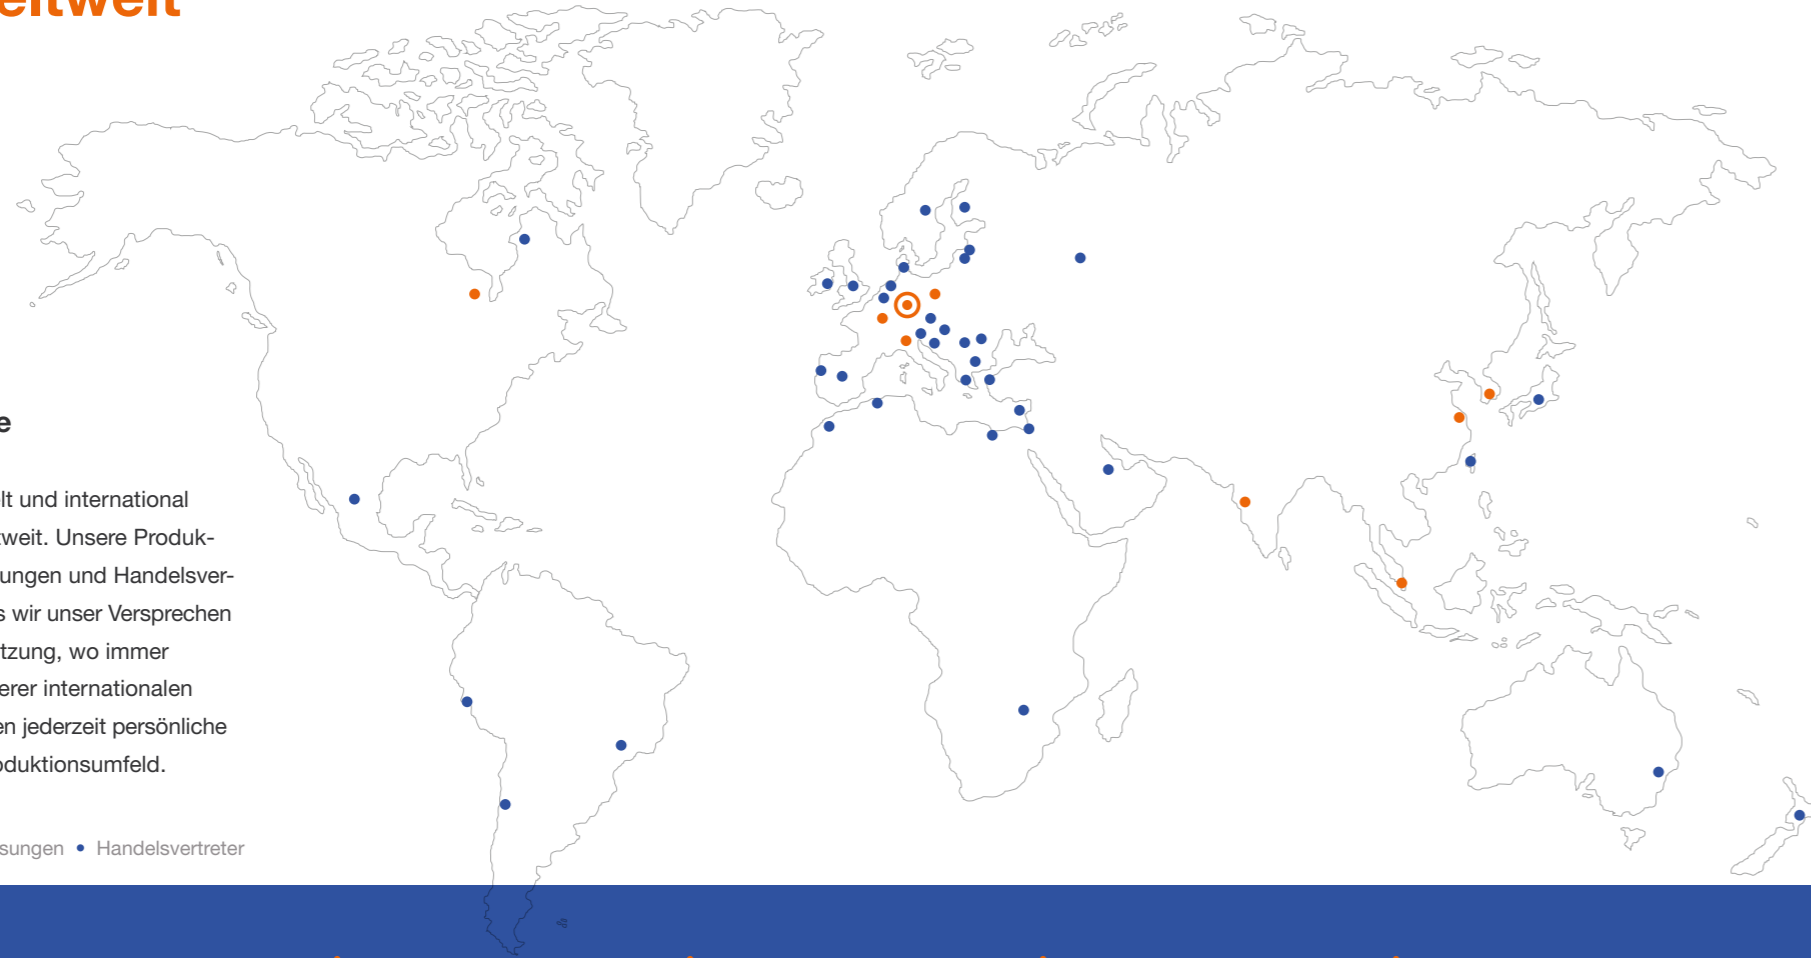 eltweit
e
lt und international
tweit. Unsere Produk-
ungen und Handelsver-
s wir unser Versprechen
tzung, wo immer
erer internationalen
en jederzeit persönliche
oduktionsumfeld.
sungen • Handelsvertreter